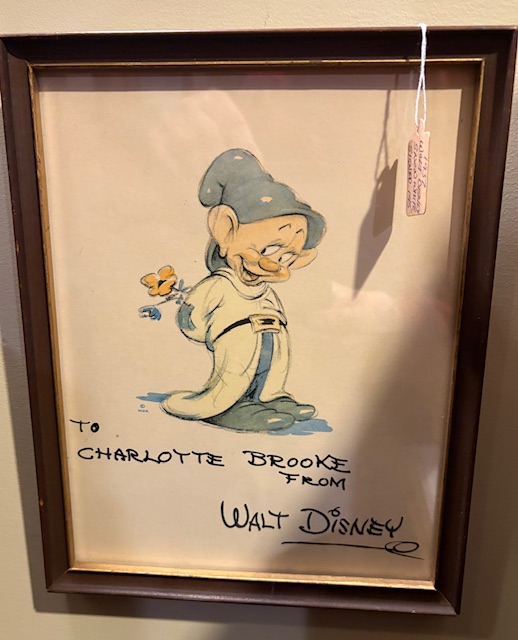 TO
CHARLOTTE BROOKE
FROM
WALT DISNEY